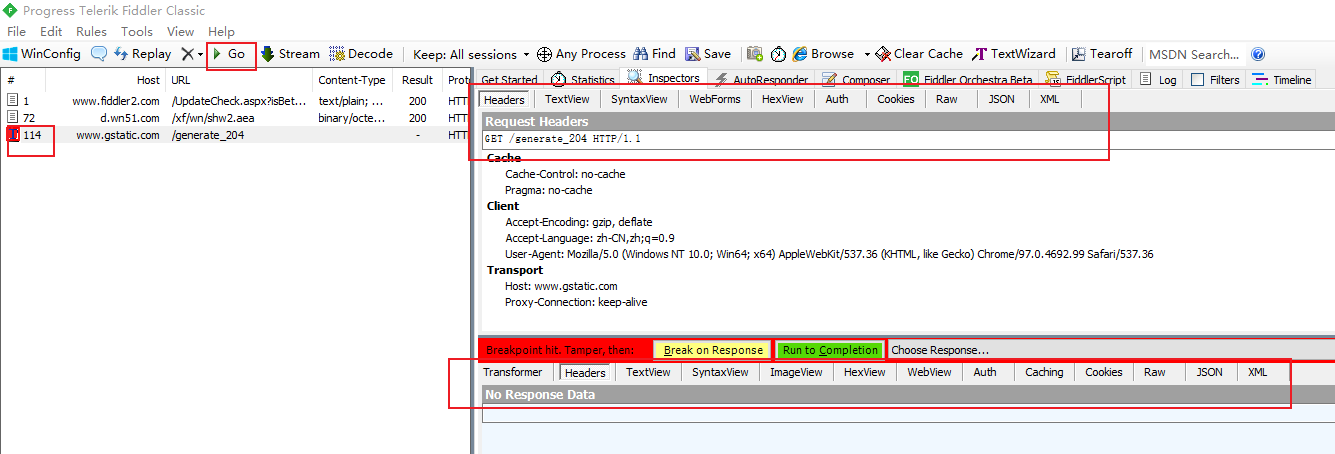 Progress Telerik Fiddler Classic
File Edit Rules Tools View Help
WinConfig Replay Go Stream Decode Keep: All sessions Any Process Find Save Browse Clear Cache TextWizard Tearoff MSDN Search...
# Host URL Content-Type Result Prot
1 www.fiddler2.com /UpdateCheck.aspx?isBet... text/plain; ... 200 HTT
72 d.wn51.com /xf/wn/shw2.aea binary/octe... 200 HTT
114 www.gstatic.com /generate_204 - HTT
Get Started Statistics Inspectors AutoResponder Composer FO Fiddler Orchestra Beta FiddlerScript Log Filters Timeline
Headers TextView SyntaxView WebForms HexView Auth Cookies Raw JSON XML
Request Headers
GET /generate_204 HTTP/1.1
Cache
Cache-Control: no-cache
Pragma: no-cache
Client
Accept-Encoding: gzip, deflate
Accept-Language: zh-CN,zh;q=0.9
User-Agent: Mozilla/5.0 (Windows NT 10.0; Win64; x64) AppleWebKit/537.36 (KHTML, like Gecko) Chrome/97.0.4692.99 Safari/537.36
Transport
Host: www.gstatic.com
Proxy-Connection: keep-alive
Breakpoint hit. Tamper, then: Break on Response Run to Completion Choose Response...
Transformer Headers TextView SyntaxView ImageView HexView WebView Auth Caching Cookies Raw JSON XML
No Response Data